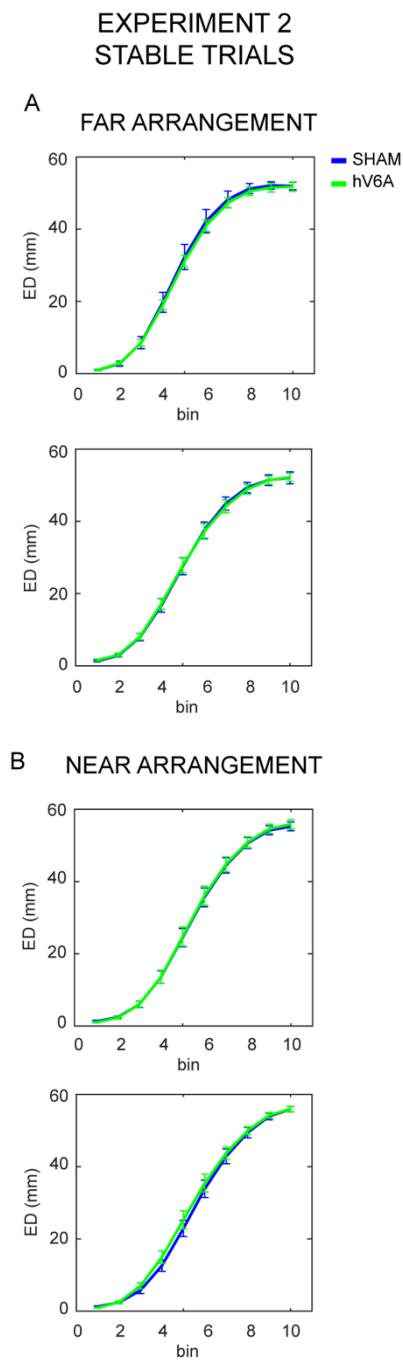 EXPERIMENT 2
STABLE TRIALS
A
FAR ARRANGEMENT
SHAM
hV6A
60
40
20
0
ED (mm)
0 2 4 6 8 10
bin
60
40
20
0
ED (mm)
0 2 4 6 8 10
bin
B
NEAR ARRANGEMENT
60
40
20
0
ED (mm)
0 2 4 6 8 10
bin
60
40
20
0
ED (mm)
0 2 4 6 8 10
bin